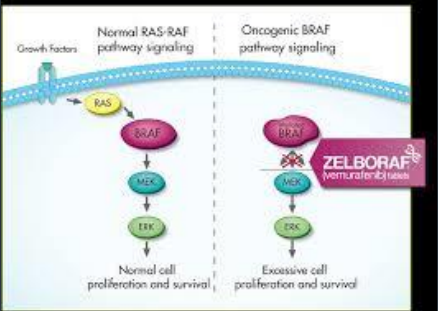 Normal RAS-RAF
pathway signaling
Oncogenic BRAF
pathway signaling
Growth Factors
RAS
BRAF
MEK
ERK
Normal cell
proliferation and survival
BRAF
ZELBORAF
(vemurafenib) tablets
MEK
ERK
Excessive cell
proliferation and survival